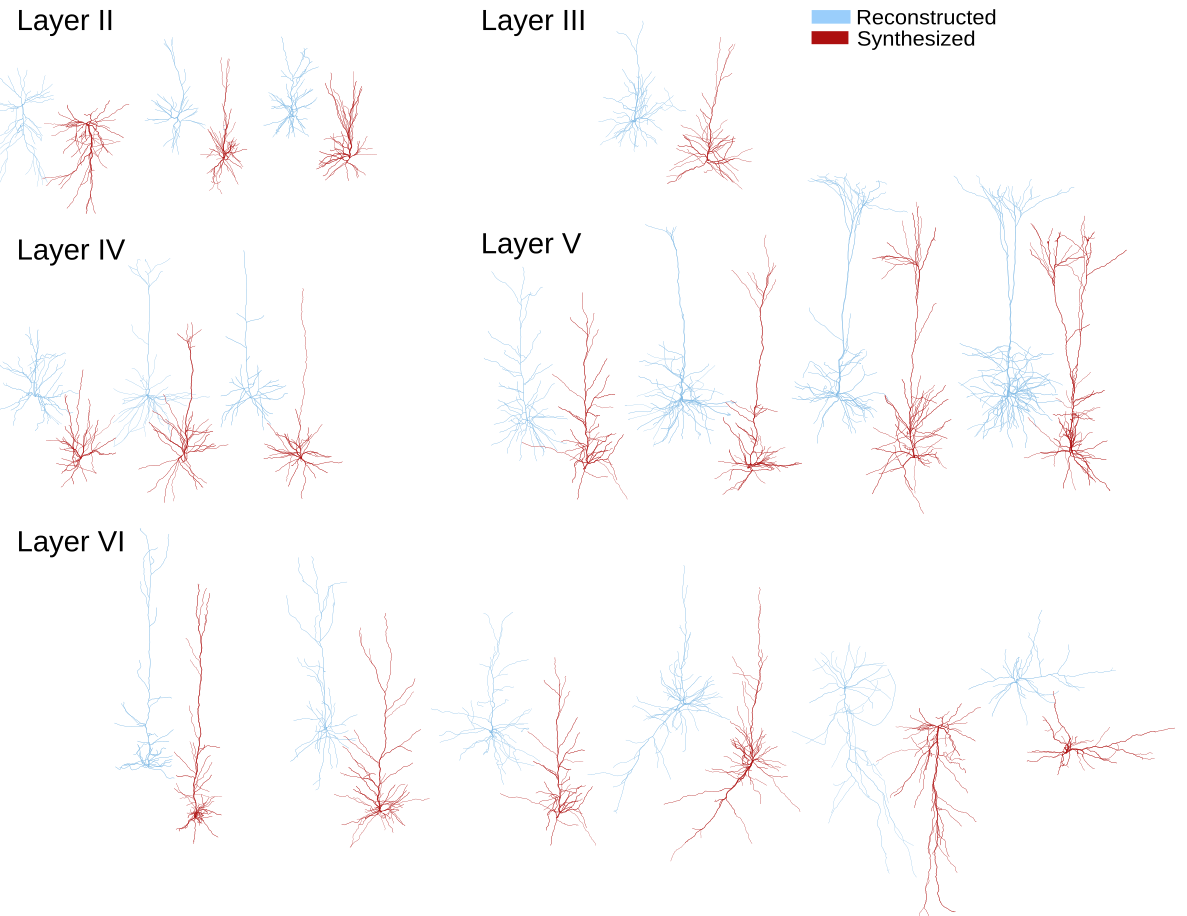 Layer II
Layer III
Reconstructed
Synthesized
Layer IV
Layer V
Layer VI